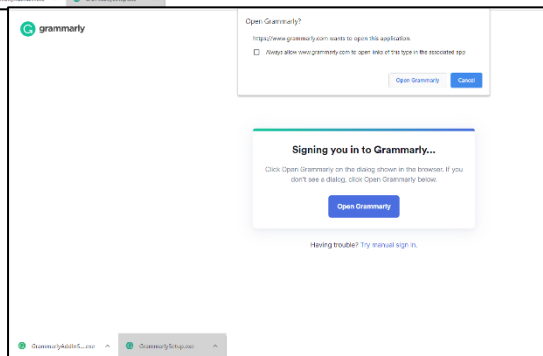 grammarly
Open Grammarly?
https://www.grammarly.com wants to open this application.
Always allow www.grammarly.com to open links of this type in the associated app
Open Grammarly
Cancel
Signing you in to Grammarly...
Click Open Grammarly on the dialog shown in the browser. If you
don't see a dialog, click Open Grammarly below.
Open Grammarly
Having trouble? Try manual sign in.
GrammarlyAddInS....exe
GrammarlySetup.exe